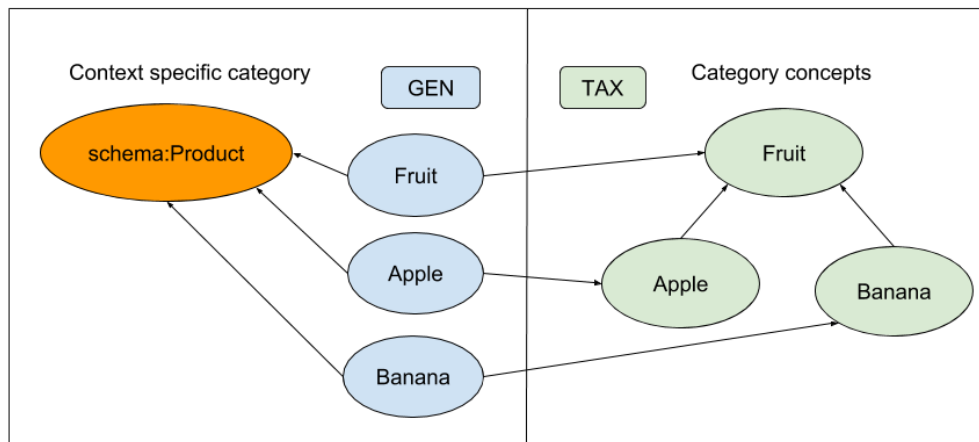 Context specific category
GEN
TAX
Category concepts
schema:Product
Fruit
Fruit
Apple
Apple
Banana
Banana